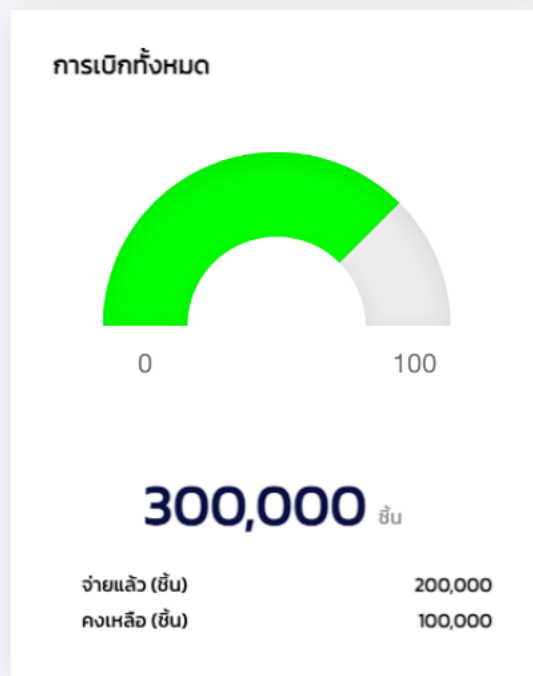 การเบิกทั้งหมด
0 100
300,000 ชิ้น
จ่ายแล้ว (ชิ้น) 200,000
คงเหลือ (ชิ้น) 100,000